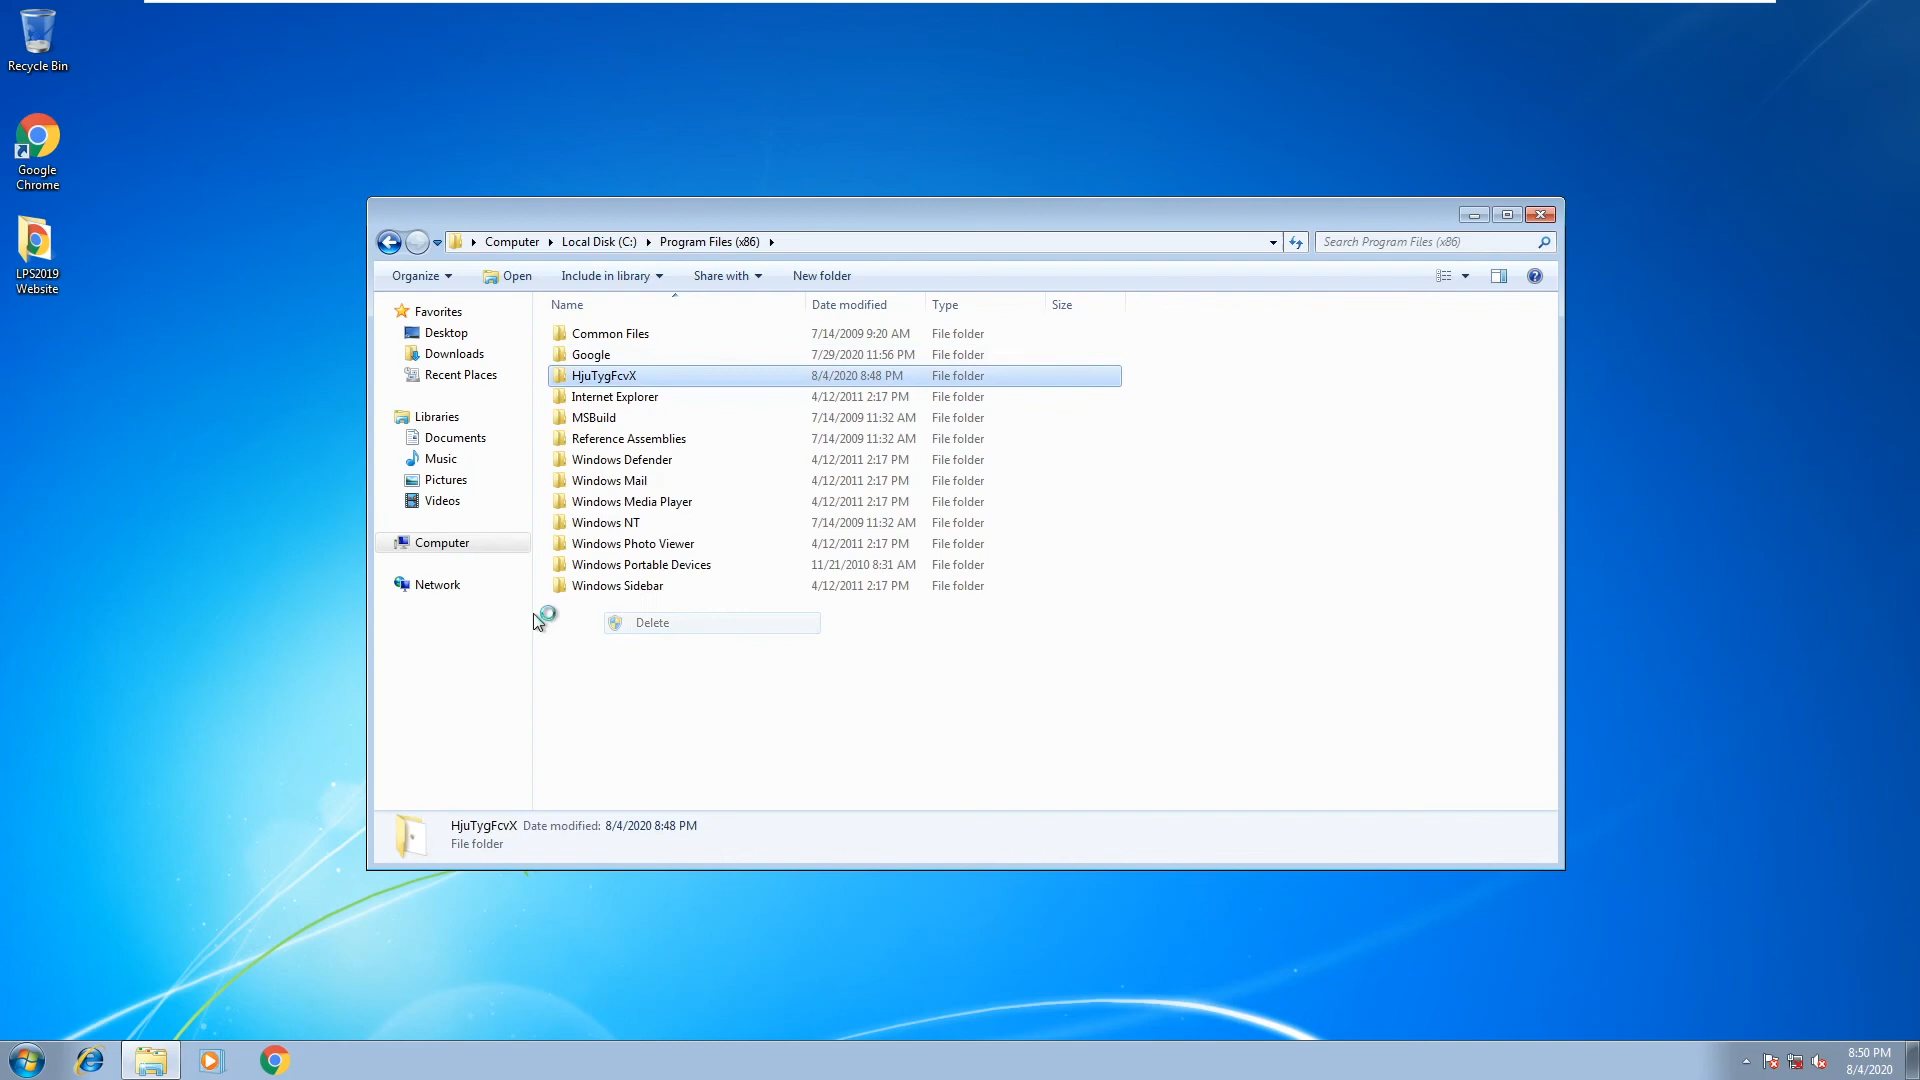 Recycle Bin
Google
Chrome
LPS2019
Website
Computer Local Disk (C:) Program Files (x86)
Search Program Files (x86)
Organize Open Include in library Share with New folder
Name Date modified Type Size
Favorites
Desktop
Downloads
Recent Places
Libraries
Documents
Music
Pictures
Videos
Computer
Network
Common Files 7/14/2009 9:20 AM File folder
Google 7/29/2020 11:56 PM File folder
HjuTygFcvX 8/4/2020 8:48 PM File folder
Internet Explorer 4/12/2011 2:17 PM File folder
MSBuild 7/14/2009 11:32 AM File folder
Reference Assemblies 7/14/2009 11:32 AM File folder
Windows Defender 4/12/2011 2:17 PM File folder
Windows Mail 4/12/2011 2:17 PM File folder
Windows Media Player 4/12/2011 2:17 PM File folder
Windows NT 7/14/2009 11:32 AM File folder
Windows Photo Viewer 4/12/2011 2:17 PM File folder
Windows Portable Devices 11/21/2010 8:31 AM File folder
Windows Sidebar 4/12/2011 2:17 PM File folder
Delete
HjuTygFcvX Date modified: 8/4/2020 8:48 PM
File folder
8:50 PM
8/4/2020